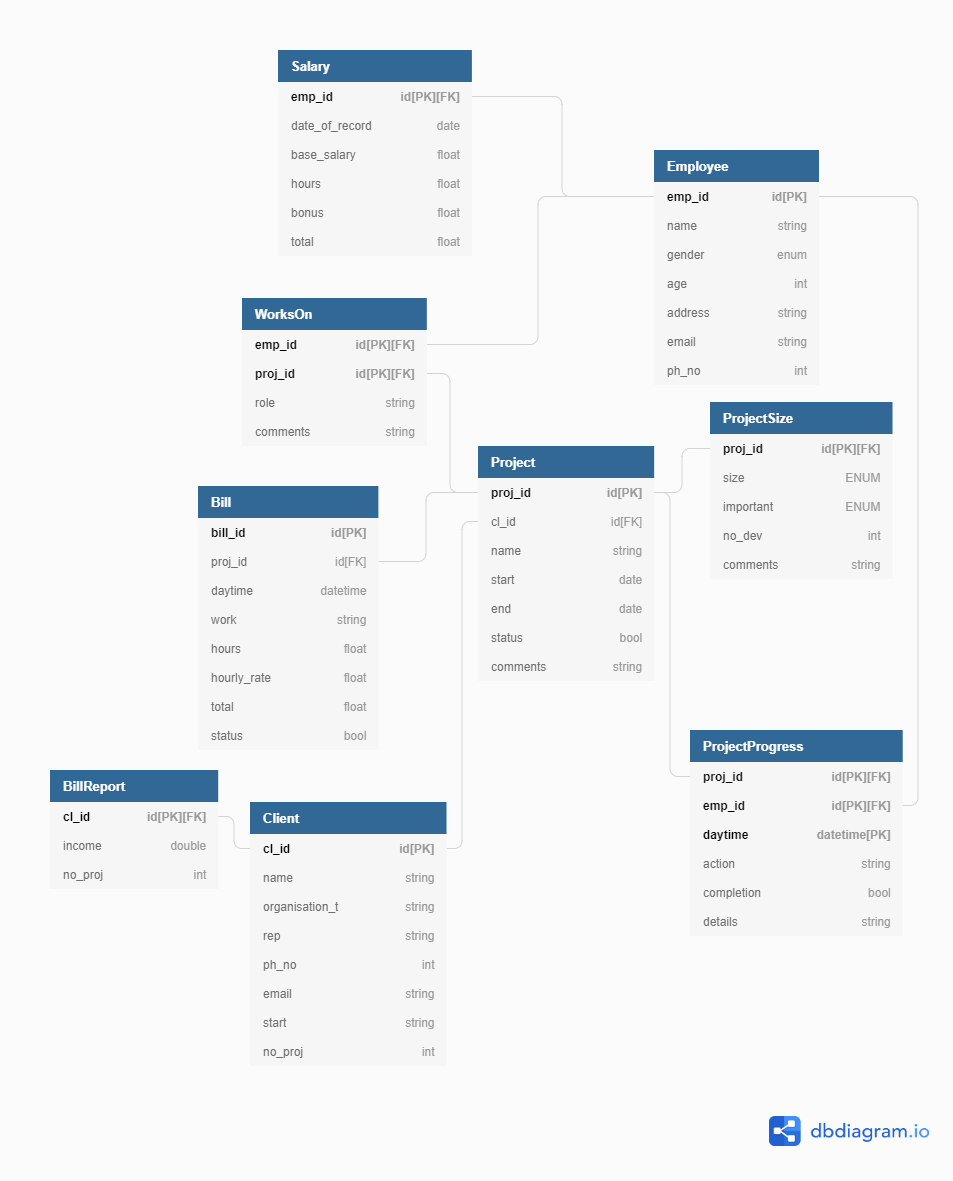 Salary
emp_id id[PK][FK]
date_of_record date
base_salary float
hours float
bonus float
total float
Employee
emp_id id[PK]
name string
gender enum
age int
address string
email string
ph_no int
WorksOn
emp_id id[PK][FK]
proj_id id[PK][FK]
role string
comments string
ProjectSize
proj_id id[PK][FK]
size ENUM
important ENUM
no_dev int
comments string
Project
proj_id id[PK]
cl_id id[FK]
name string
start date
end date
status bool
comments string
Bill
bill_id id[PK]
proj_id id[FK]
daytime datetime
work string
hours float
hourly_rate float
total float
status bool
ProjectProgress
proj_id id[PK][FK]
emp_id id[PK][FK]
daytime datetime[PK]
action string
completion bool
details string
BillReport
cl_id id[PK][FK]
income double
no_proj int
Client
cl_id id[PK]
name string
organisation_t string
rep string
ph_no int
email string
start string
no_proj int
dbdiagram.io